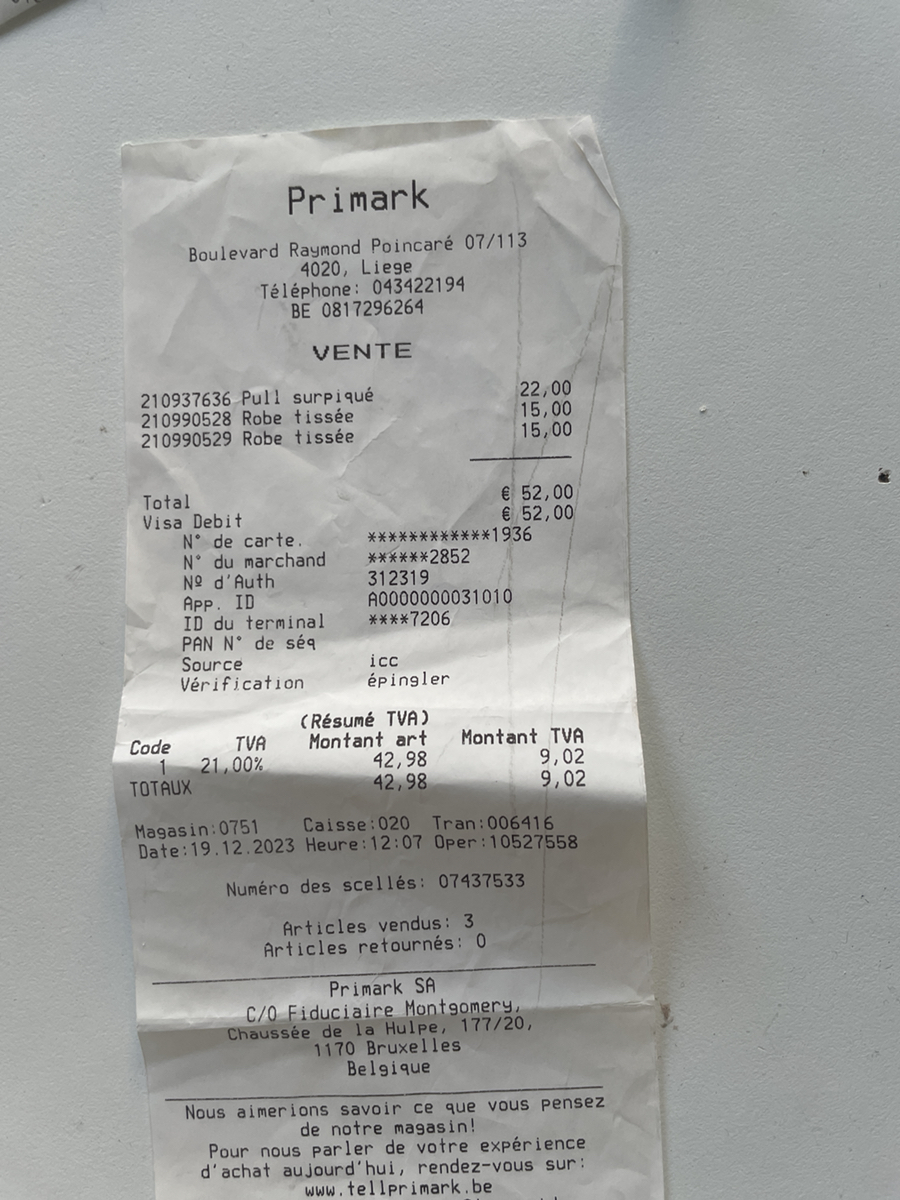 Primark
Boulevard Raymond Poincaré 07/113
4020, Liege
Téléphone: 043422194
BE 0817296264
VENTE
210937636 Pull surpiqué 22,00
210990528 Robe tissée 15,00
210990529 Robe tissée 15,00
Total € 52,00
Visa Debit € 52,00
N° de carte. ************1936
N° du marchand ******2852
Nº d'Auth 312319
App. ID A0000000031010
ID du terminal ****7206
PAN N° de séq
Source icc
Vérification épingler
(Résumé TVA)
Code TVA Montant art Montant TVA
1 21,00% 42,98 9,02
TOTAUX 42,98 9,02
Magasin:0751 Caisse:020 Tran:006416
Date:19.12.2023 Heure:12:07 Oper:10527558
Numéro des scellés: 07437533
Articles vendus: 3
Articles retournés: 0
Primark SA
C/O Fiduciaire Montgomery,
Chaussée de la Hulpe, 177/20,
1170 Bruxelles
Belgique
Nous aimerions savoir ce que vous pensez
de notre magasin!
Pour nous parler de votre expérience
d'achat aujourd'hui, rendez-vous sur:
www.tellprimark.be